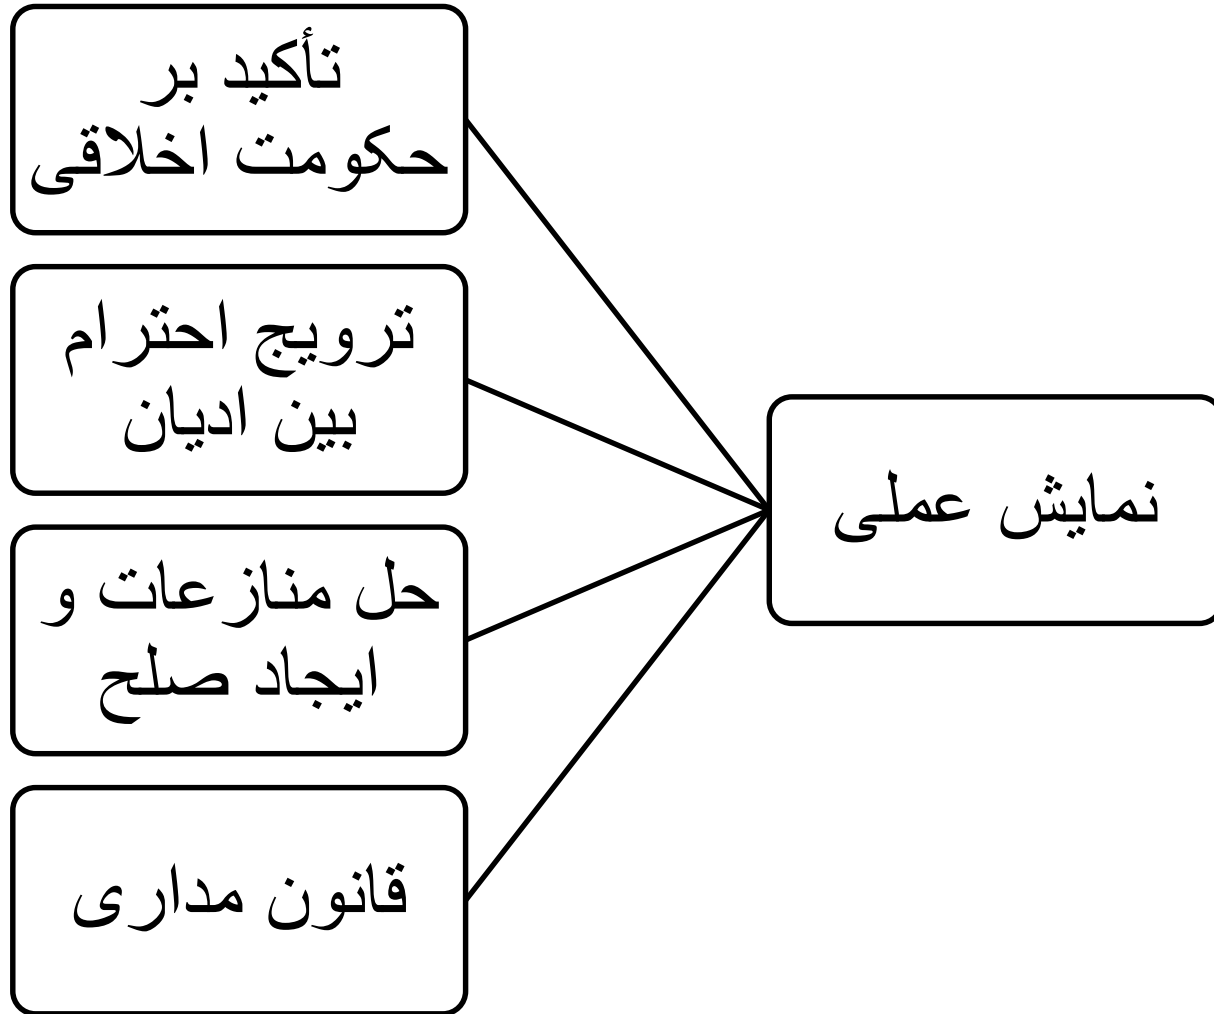 تأکید بر
حکومت اخلاقی
ترویج احترام
بین ادیان
نمایش عملی
حل منازعات و
ایجاد صلح
قانون مداری